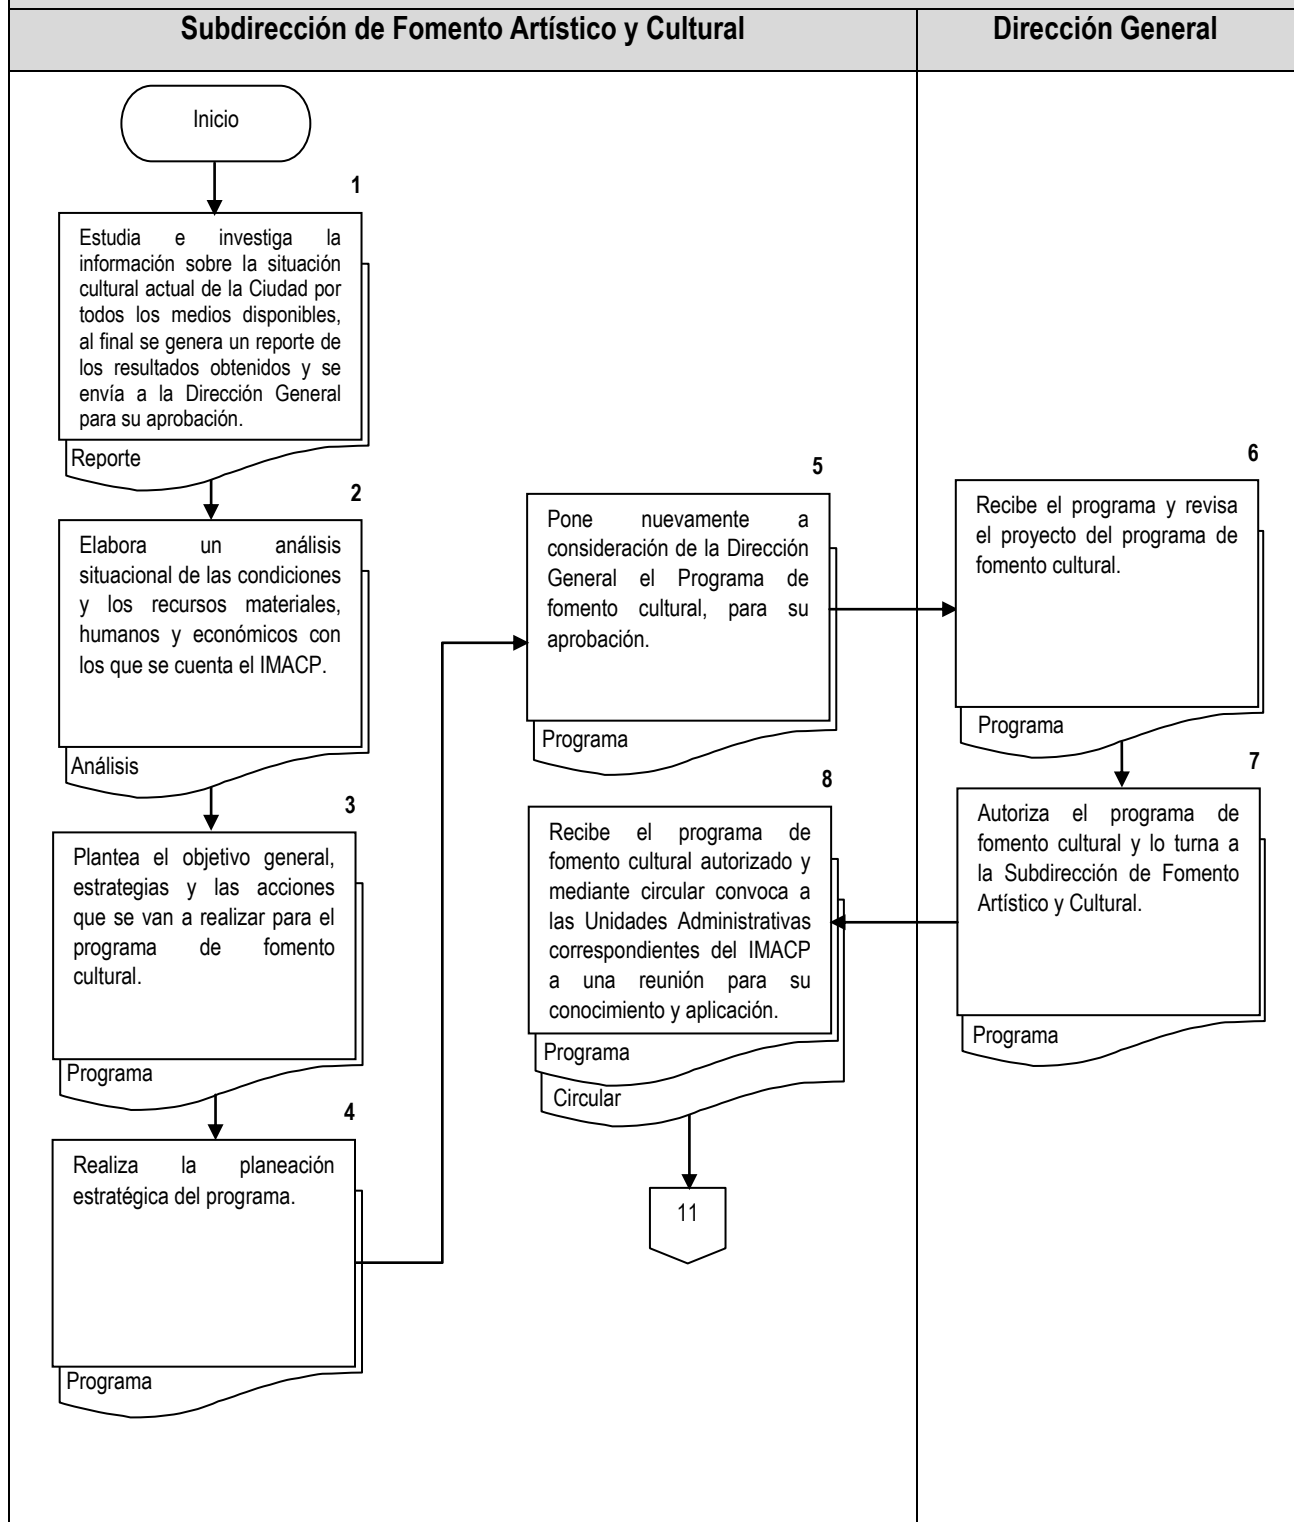 Subdirección de Fomento Artístico y Cultural
Dirección General
Inicio
1
Estudia e investiga la
información sobre la situación
cultural actual de la Ciudad por
todos los medios disponibles,
al final se genera un reporte de
los resultados obtenidos y se
envía a la Dirección General
para su aprobación.
Reporte
2
Elabora un análisis
situacional de las condiciones
y los recursos materiales,
humanos y económicos con
los que se cuenta el IMACP.
Análisis
3
Plantea el objetivo general,
estrategias y las acciones
que se van a realizar para el
programa de fomento
cultural.
Programa
4
Realiza la planeación
estratégica del programa.
Programa
5
Pone nuevamente a
consideración de la Dirección
General el Programa de
fomento cultural, para su
aprobación.
Programa
6
Recibe el programa y revisa
el proyecto del programa de
fomento cultural.
Programa
7
Autoriza el programa de
fomento cultural y lo turna a
la Subdirección de Fomento
Artístico y Cultural.
Programa
8
Recibe el programa de
fomento cultural autorizado y
mediante circular convoca a
las Unidades Administrativas
correspondientes del IMACP
a una reunión para su
conocimiento y aplicación.
Programa
Circular
11